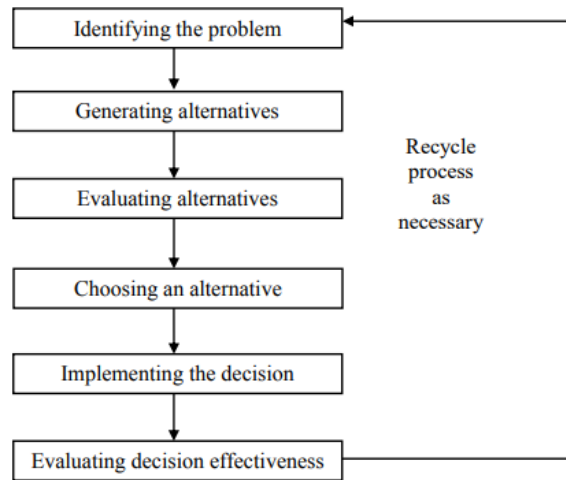 Identifying the problem
Generating alternatives
Evaluating alternatives
Recycle
process
as
necessary
Choosing an alternative
Implementing the decision
Evaluating decision effectiveness